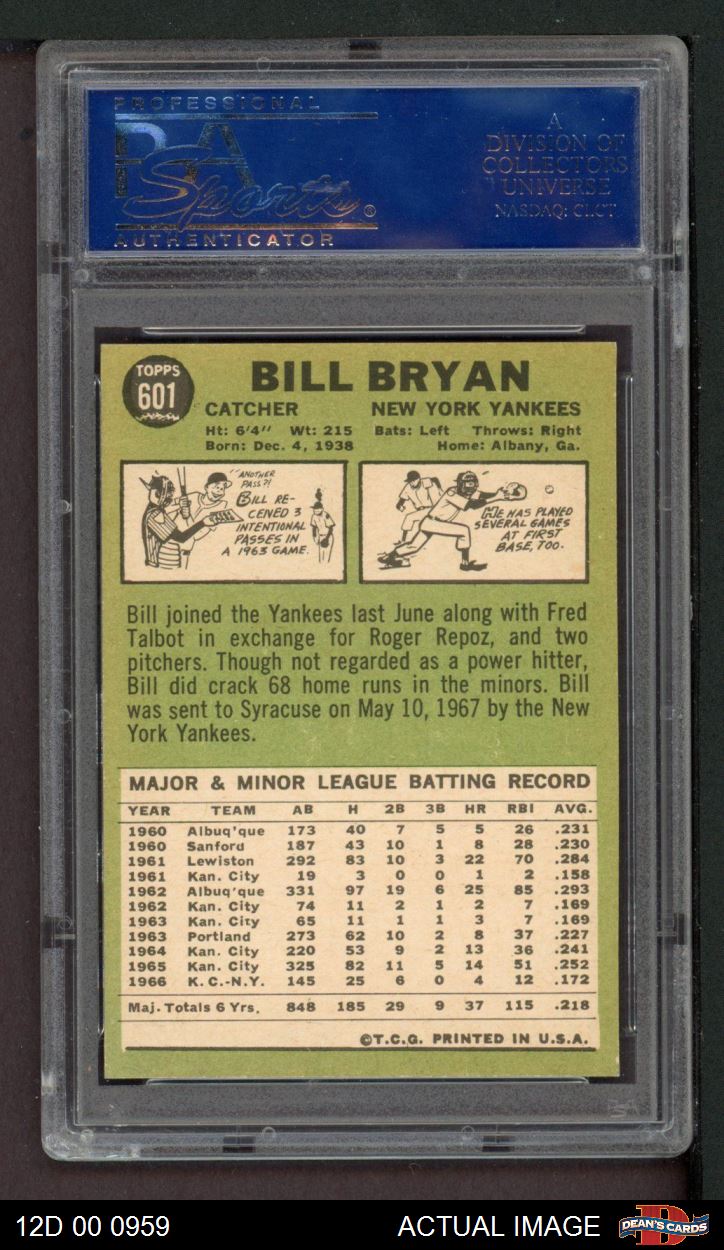 PROFESSIONAL
PSA
Sports®
AUTHENTICATOR
A
DIVISION OF
COLLECTORS
UNIVERSE
NASDAQ: CLCT
TOPPS
601
BILL BRYAN
CATCHER NEW YORK YANKEES
Ht: 6'4" Wt: 215 Bats: Left Throws: Right
Born: Dec. 4, 1938 Home: Albany, Ga.
"ANOTHER
PASS?!
BILL RE-
CEIVED 3
INTENTIONAL
PASSES IN
A 1963 GAME.
HE HAS PLAYED
SEVERAL GAMES
AT FIRST
BASE, TOO.
Bill joined the Yankees last June along with Fred
Talbot in exchange for Roger Repoz, and two
pitchers. Though not regarded as a power hitter,
Bill did crack 68 home runs in the minors. Bill
was sent to Syracuse on May 10, 1967 by the New
York Yankees.
MAJOR & MINOR LEAGUE BATTING RECORD
YEAR TEAM AB H 2B 3B HR RBI AVG.
1960 Albuq'que 173 40 7 5 5 26 .231
1960 Sanford 187 43 10 1 8 28 .230
1961 Lewiston 292 83 10 3 22 70 .284
1961 Kan. City 19 3 0 0 1 2 .158
1962 Albuq'que 331 97 19 6 25 85 .293
1962 Kan. City 74 11 2 1 2 7 .169
1963 Kan. City 65 11 1 1 3 7 .169
1963 Portland 273 62 10 2 8 37 .227
1964 Kan. City 220 53 9 2 13 36 .241
1965 Kan. City 325 82 11 5 14 51 .252
1966 K.C.-N.Y. 145 25 6 0 4 12 .172
Maj. Totals 6 Yrs. 848 185 29 9 37 115 .218
©T.C.G. PRINTED IN U.S.A.
PSA
12D 00 0959 ACTUAL IMAGE DEAN'S CARDS